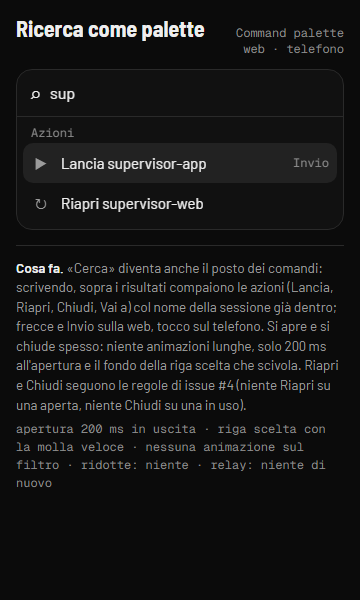 Ricerca come palette
Command palette
web · telefono
sup
Azioni
Lancia supervisor-app
Invio
Riapri supervisor-web
Cosa fa. «Cerca» diventa anche il posto dei comandi:
scrivendo, sopra i risultati compaiono le azioni (Lancia,
Riapri, Chiudi, Vai a) col nome della sessione già dentro;
frecce e Invio sulla web, tocco sul telefono. Si apre e si
chiude spesso: niente animazioni lunghe, solo 200 ms
all'apertura e il fondo della riga scelta che scivola. Riapri
e Chiudi seguono le regole di issue #4 (niente Riapri su
una aperta, niente Chiudi su una in uso).
apertura 200 ms in uscita · riga scelta con
la molla veloce · nessuna animazione sul
filtro · ridotte: niente · relay: niente di
nuovo